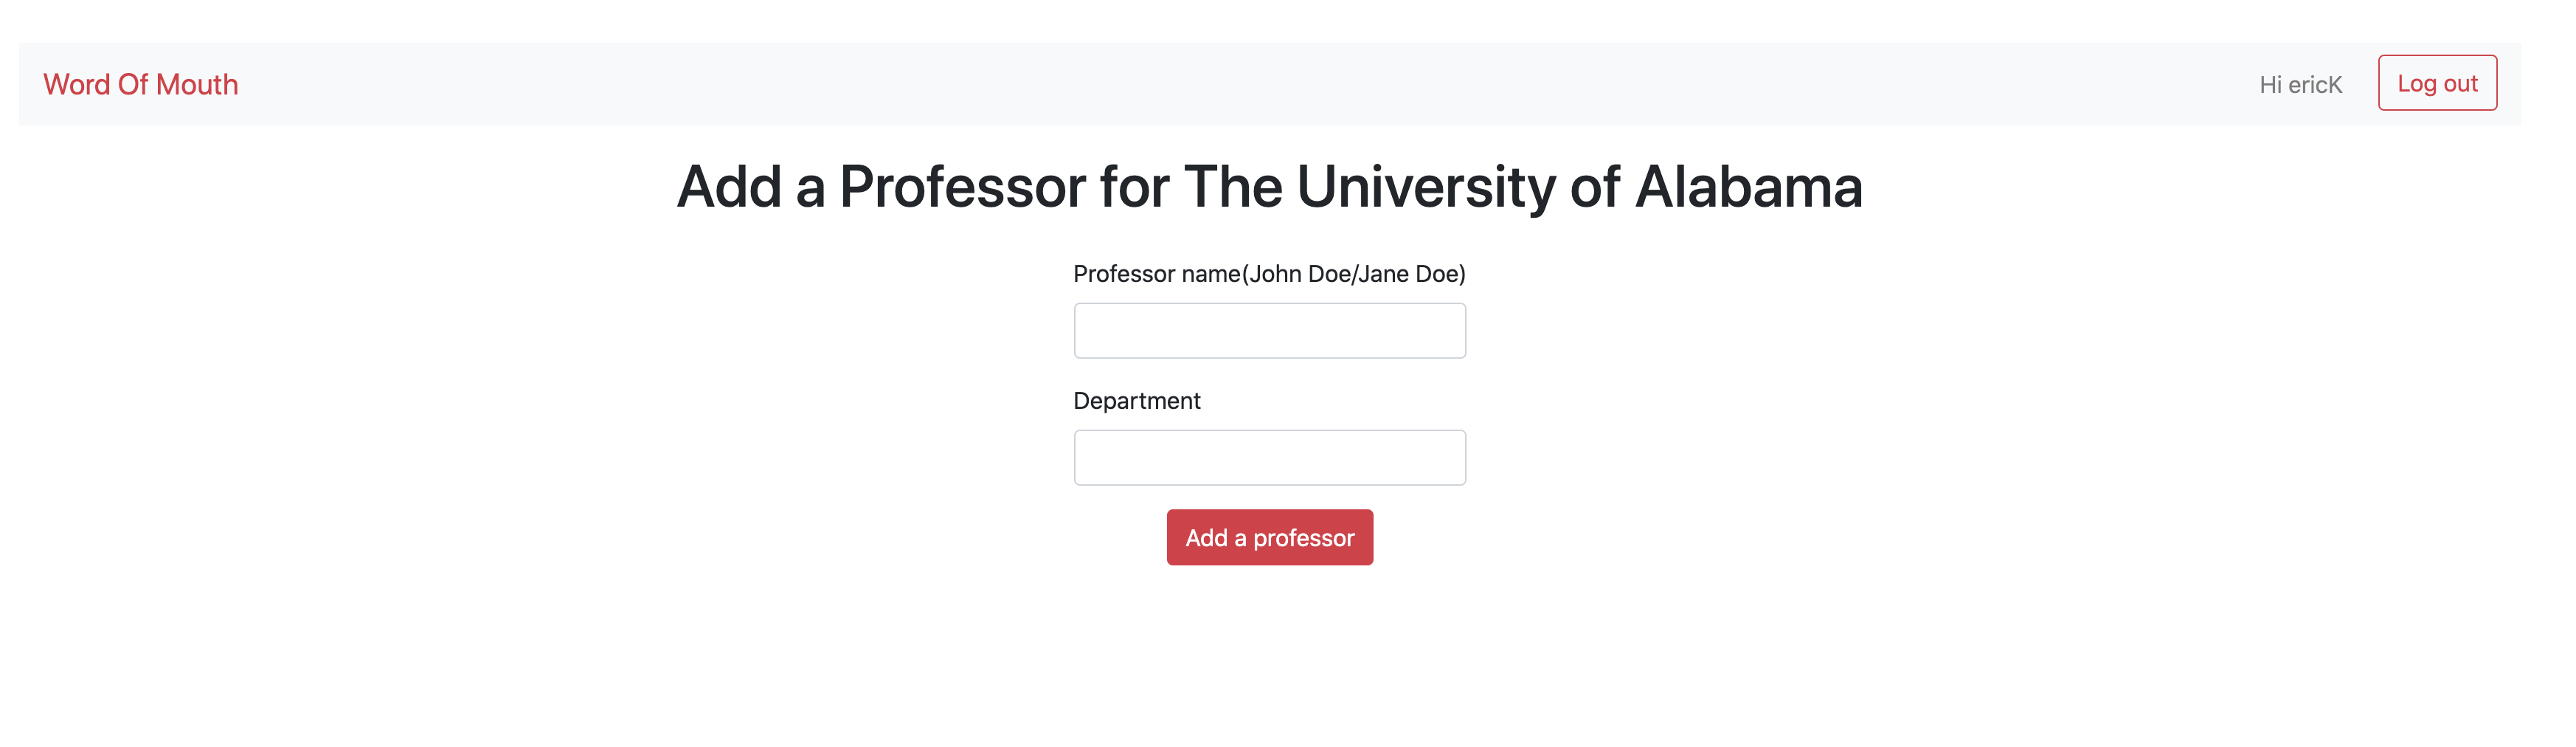 Word Of Mouth
Hi ericK
Log out
Add a Professor for The University of Alabama
Professor name(John Doe/Jane Doe)
Department
Add a professor